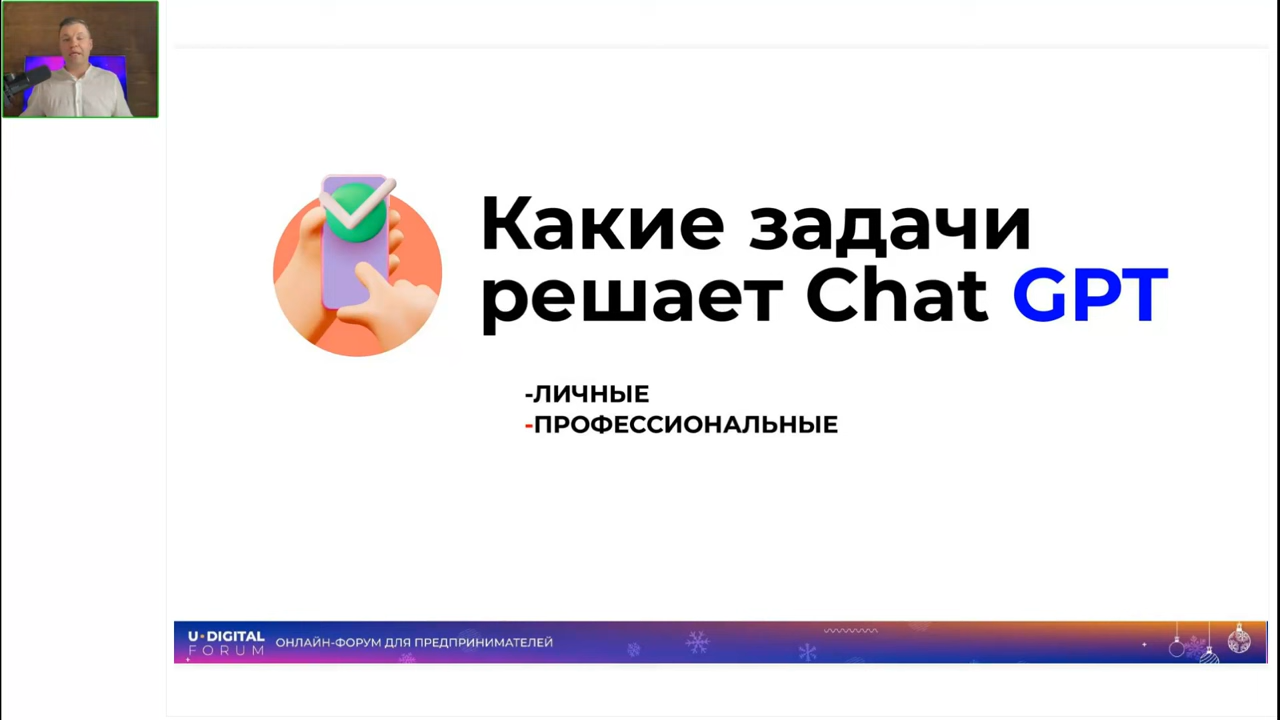 Какие задачи
решает Chat GPT
-ЛИЧНЫЕ
-ПРОФЕССИОНАЛЬНЫЕ
U·DIGITAL
FORUM
ОНЛАЙН-ФОРУМ ДЛЯ ПРЕДПРИНИМАТЕЛЕЙ